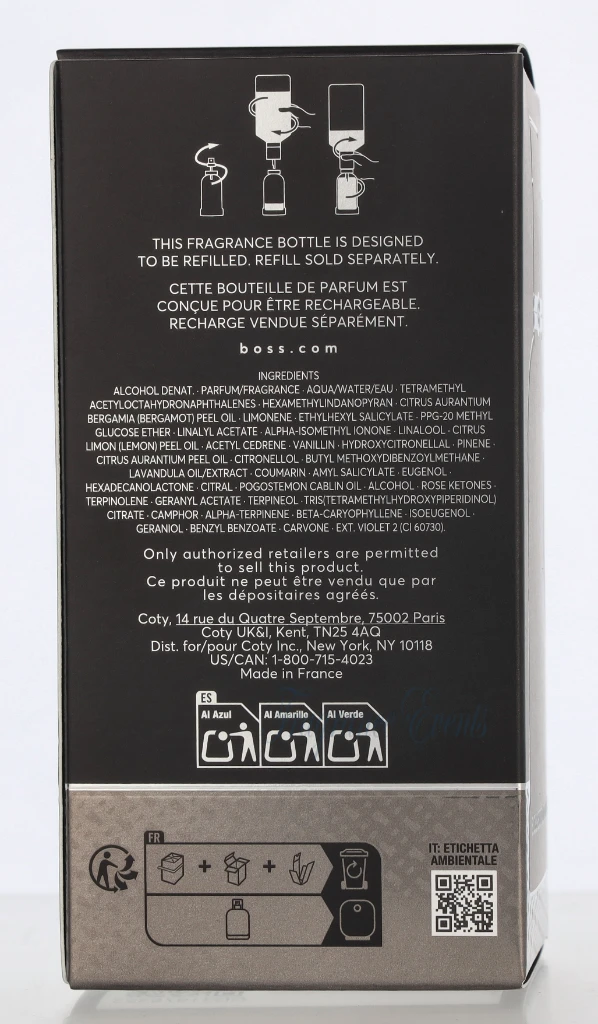 THIS FRAGRANCE BOTTLE IS DESIGNED
TO BE REFILLED. REFILL SOLD SEPARATELY.
CETTE BOUTEILLE DE PARFUM EST
CONÇUE POUR ÊTRE RECHARGEABLE.
RECHARGE VENDUE SÉPARÉMENT.
boss.com
INGREDIENTS
ALCOHOL DENAT. · PARFUM/FRAGRANCE · AQUA/WATER/EAU · TETRAMETHYL
ACETYLOCTAHYDRONAPHTHALENES · HEXAMETHYLINDANOPYRAN · CITRUS AURANTIUM
BERGAMIA (BERGAMOT) PEEL OIL · LIMONENE · ETHYLHEXYL SALICYLATE · PPG-20 METHYL
GLUCOSE ETHER · LINALYL ACETATE · ALPHA-ISOMETHYL IONONE · LINALOOL · CITRUS
LIMON (LEMON) PEEL OIL · ACETYL CEDRENE · VANILLIN · HYDROXYCITRONELLAL · PINENE ·
CITRUS AURANTIUM PEEL OIL · CITRONELLOL · BUTYL METHOXYDIBENZOYLMETHANE ·
LAVANDULA OIL/EXTRACT · COUMARIN · AMYL SALICYLATE · EUGENOL ·
HEXADECANOLACTONE · CITRAL · POGOSTEMON CABLIN OIL · ALCOHOL · ROSE KETONES ·
TERPINOLENE · GERANYL ACETATE · TERPINEOL · TRIS(TETRAMETHYLHYDROXYPIPERIDINOL)
CITRATE · CAMPHOR · ALPHA-TERPINENE · BETA-CARYOPHYLLENE · ISOEUGENOL ·
GERANIOL · BENZYL BENZOATE · CARVONE · EXT. VIOLET 2 (CI 60730).
Only authorized retailers are permitted
to sell this product.
Ce produit ne peut être vendu que par
les dépositaires agréés.
Coty, 14 rue du Quatre Septembre, 75002 Paris
Coty UK&I, Kent, TN25 4AQ
Dist. for/pour Coty Inc., New York, NY 10118
US/CAN: 1-800-715-4023
Made in France
ES
Al Azul Al Amarillo Al Verde
Events
FR
IT: ETICHETTA
AMBIENTALE